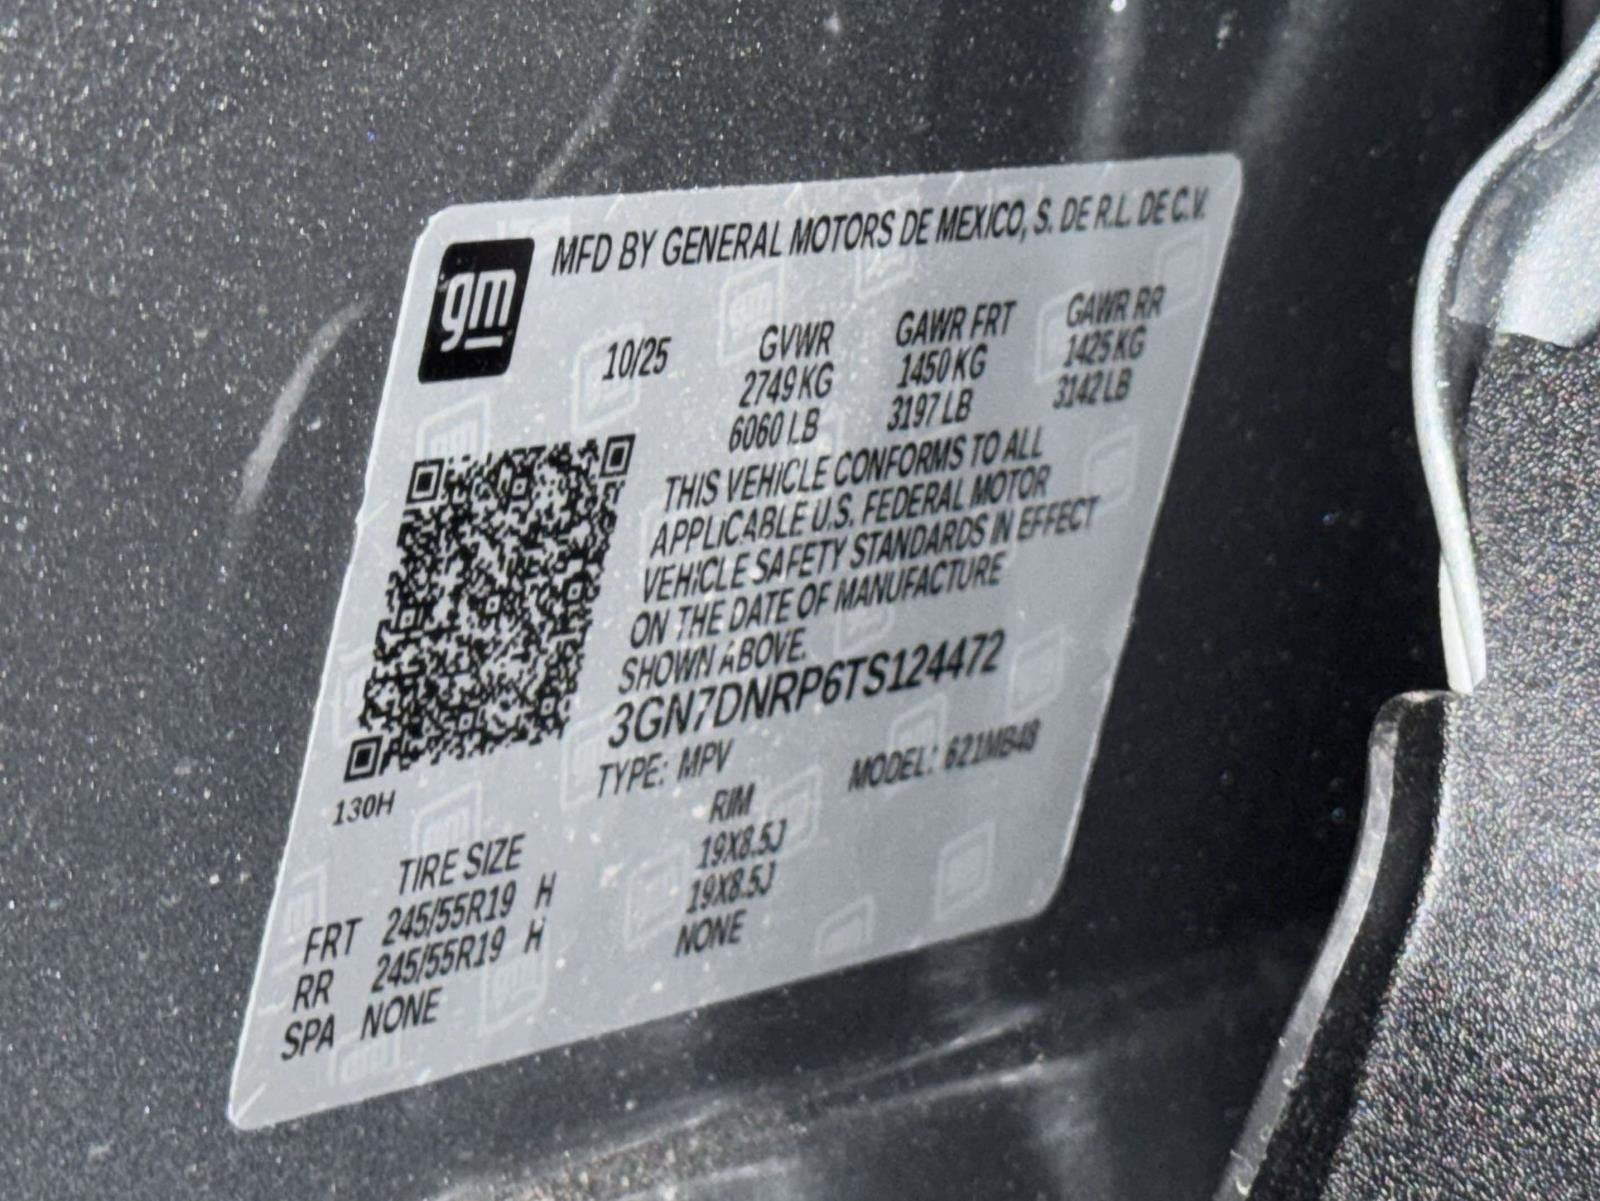 gm
MFD BY GENERAL MOTORS DE MEXICO, S. DE R.L. DE C.V.
10/25 GVWR GAWR FRT GAWR RR
2749 KG 1450 KG 1425 KG
6060 LB 3197 LB 3142 LB
THIS VEHICLE CONFORMS TO ALL
APPLICABLE U.S. FEDERAL MOTOR
VEHICLE SAFETY STANDARDS IN EFFECT
ON THE DATE OF MANUFACTURE
SHOWN ABOVE.
3GN7DNRP6TS124472
TYPE: MPV MODEL: 621MB48
130H
TIRE SIZE RIM
FRT 245/55R19 H 19X8.5J
RR 245/55R19 H 19X8.5J
SPA NONE NONE